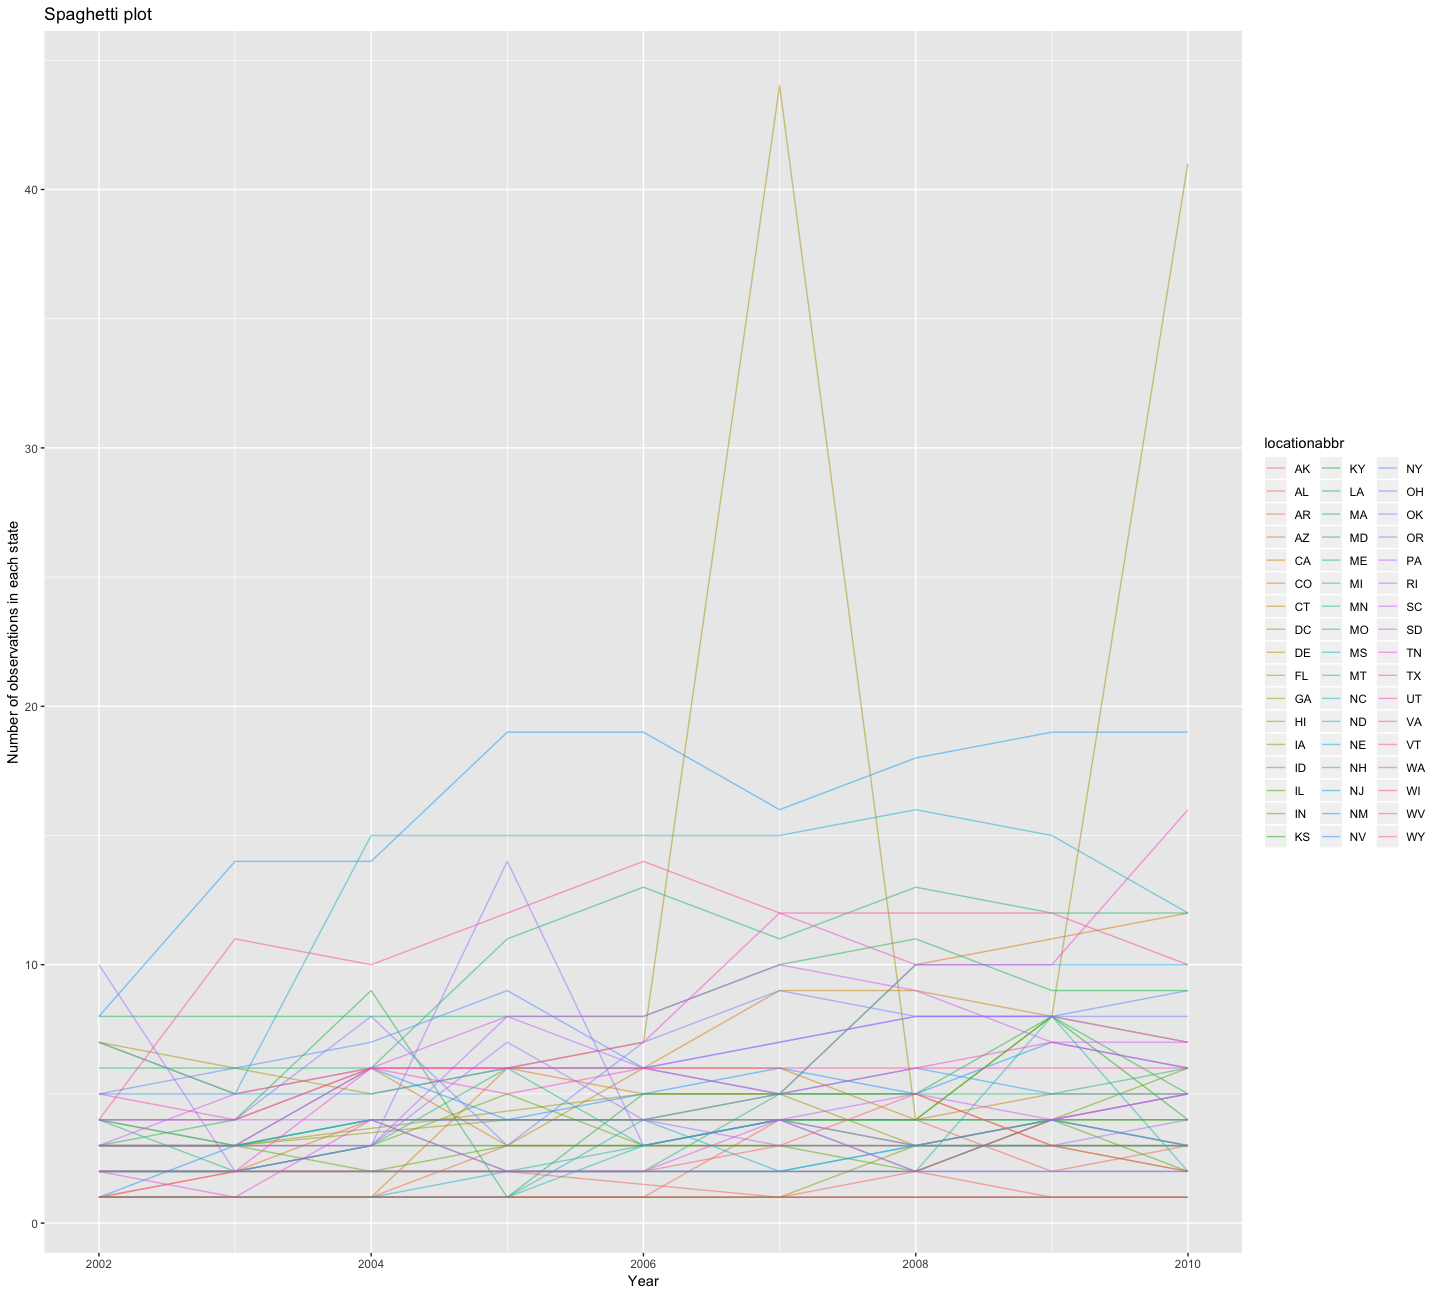 Spaghetti plot
40
30
20
10
0
2002 2004 2006 2008 2010
Year
Number of observations in each state
locationabbr
AK KY NY
AL LA OH
AR MA OK
AZ MD OR
CA ME PA
CO MI RI
CT MN SC
DC MO SD
DE MS TN
FL MT TX
GA NC UT
HI ND VA
IA NE VT
ID NH WA
IL NJ WI
IN NM WV
KS NV WY